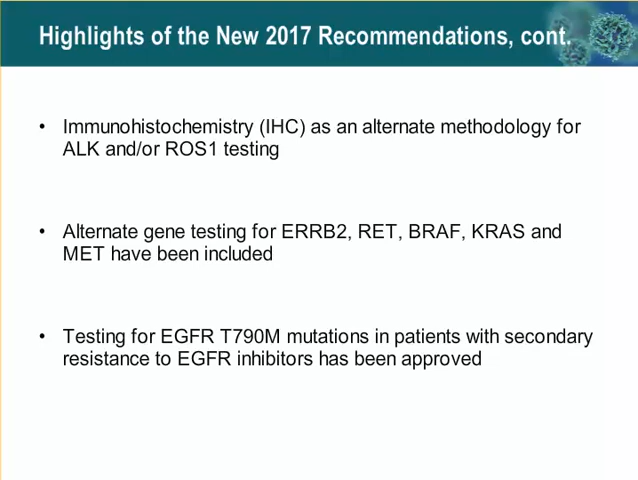 Highlights of the New 2017 Recommendations, cont.
• Immunohistochemistry (IHC) as an alternate methodology for
ALK and/or ROS1 testing
• Alternate gene testing for ERRB2, RET, BRAF, KRAS and
MET have been included
• Testing for EGFR T790M mutations in patients with secondary
resistance to EGFR inhibitors has been approved